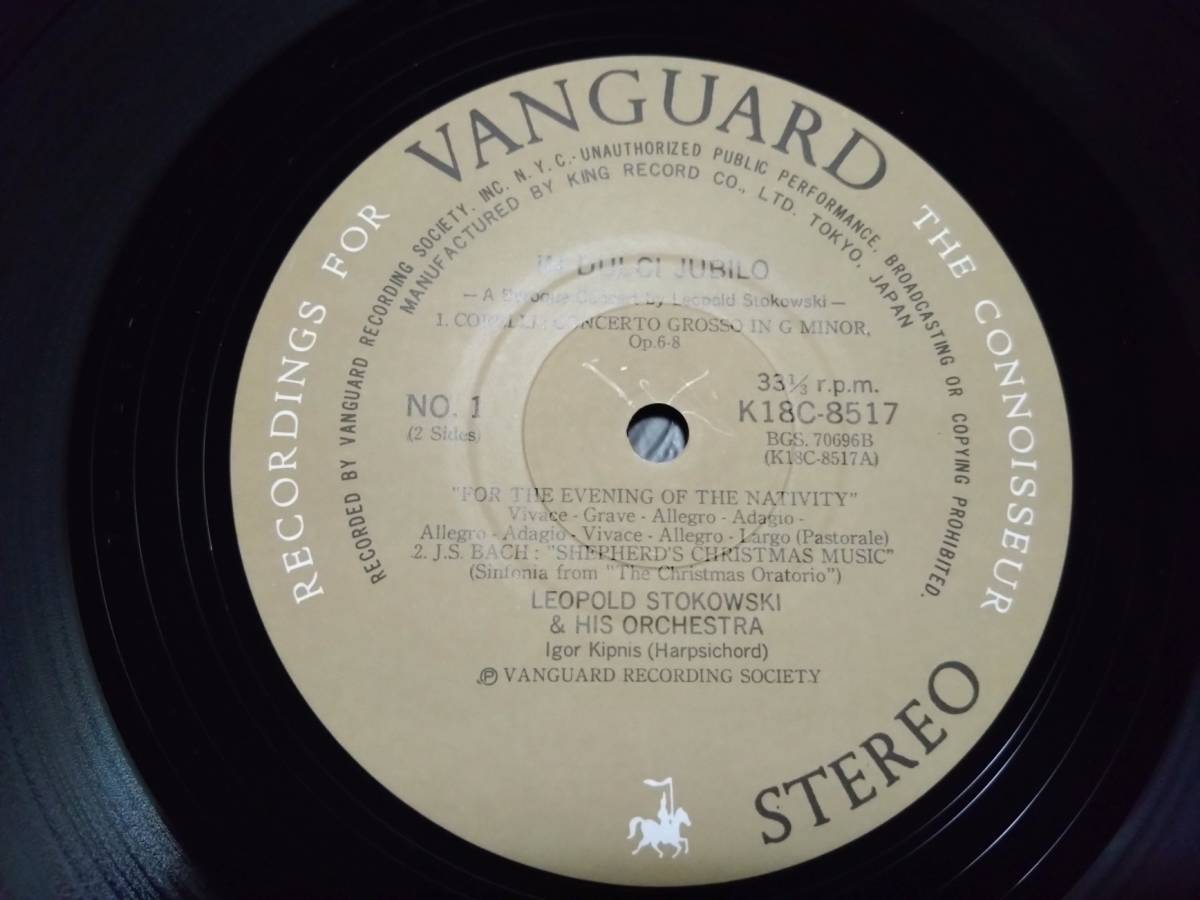 VANGUARD
RECORDINGS FOR THE CONNOISSEUR
RECORDED BY VANGUARD RECORDING SOCIETY, INC. N.Y.C.·UNAUTHORIZED PUBLIC PERFORMANCE, BROADCASTING OR COPYING PROHIBITED.
MANUFACTURED BY KING RECORD CO., LTD. TOKYO, JAPAN
IN DULCI JUBILO
— A Baroque Concert by Leopold Stokowski —
1. CORELLI : CONCERTO GROSSO IN G MINOR,
Op.6-8
NO. 1
(2 Sides)
33⅓ r.p.m.
K18C-8517
BGS. 70696B
(K18C-8517A)
"FOR THE EVENING OF THE NATIVITY"
Vivace - Grave - Allegro - Adagio -
Allegro - Adagio - Vivace - Allegro - Largo (Pastorale)
2. J.S. BACH : "SHEPHERD'S CHRISTMAS MUSIC"
(Sinfonia from "The Christmas Oratorio")
LEOPOLD STOKOWSKI
& HIS ORCHESTRA
Igor Kipnis (Harpsichord)
℗ VANGUARD RECORDING SOCIETY
STEREO